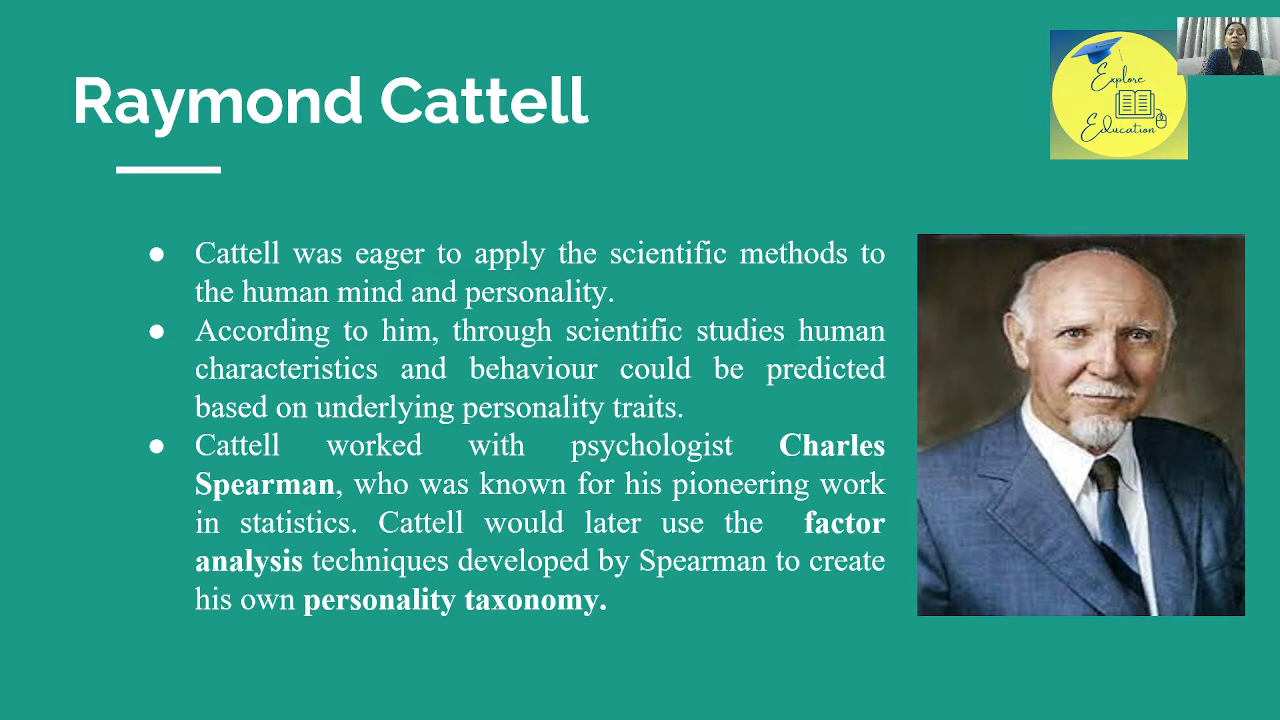 Raymond Cattell
Explore
Education
● Cattell was eager to apply the scientific methods to
the human mind and personality.
● According to him, through scientific studies human
characteristics and behaviour could be predicted
based on underlying personality traits.
● Cattell worked with psychologist Charles
Spearman, who was known for his pioneering work
in statistics. Cattell would later use the factor
analysis techniques developed by Spearman to create
his own personality taxonomy.